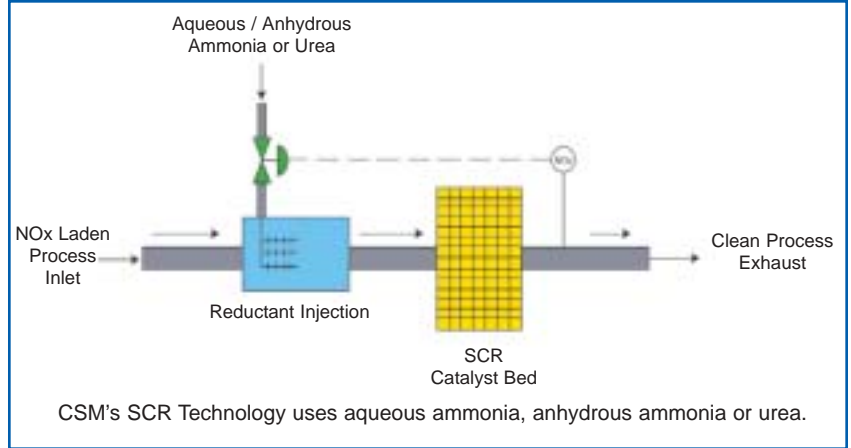 Aqueous / Anhydrous
Ammonia or Urea
NOx
NOx Laden
Process
Inlet
Clean Process
Exhaust
Reductant Injection
SCR
Catalyst Bed
CSM's SCR Technology uses aqueous ammonia, anhydrous ammonia or urea.